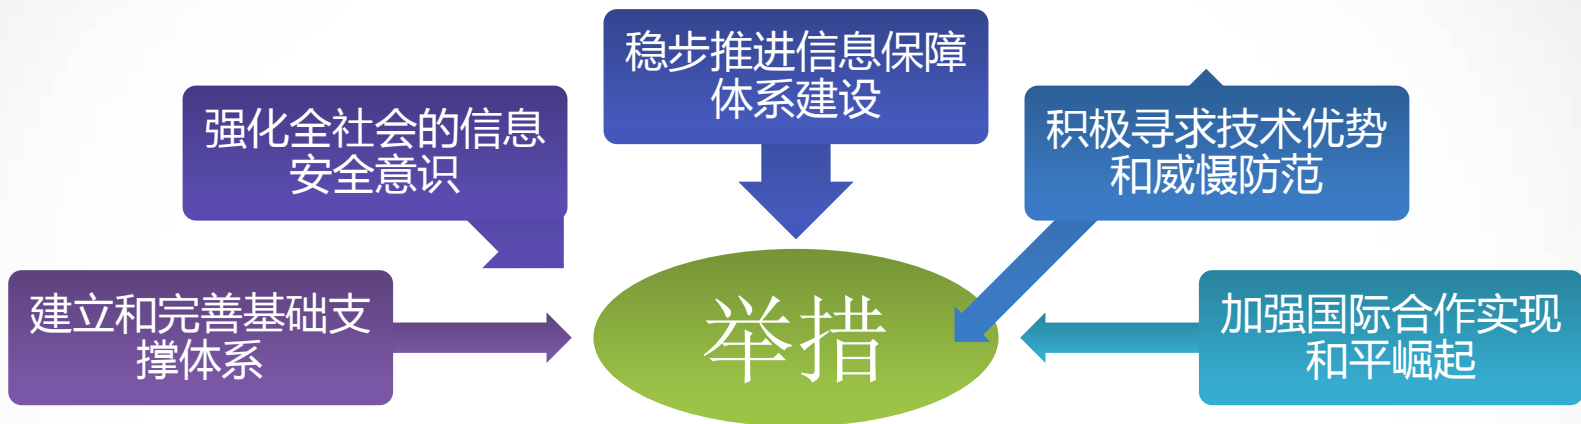 稳步推进信息保障
体系建设
强化全社会的信息
安全意识
积极寻求技术优势
和威慑防范
建立和完善基础支
撑体系
举措
加强国际合作实现
和平崛起